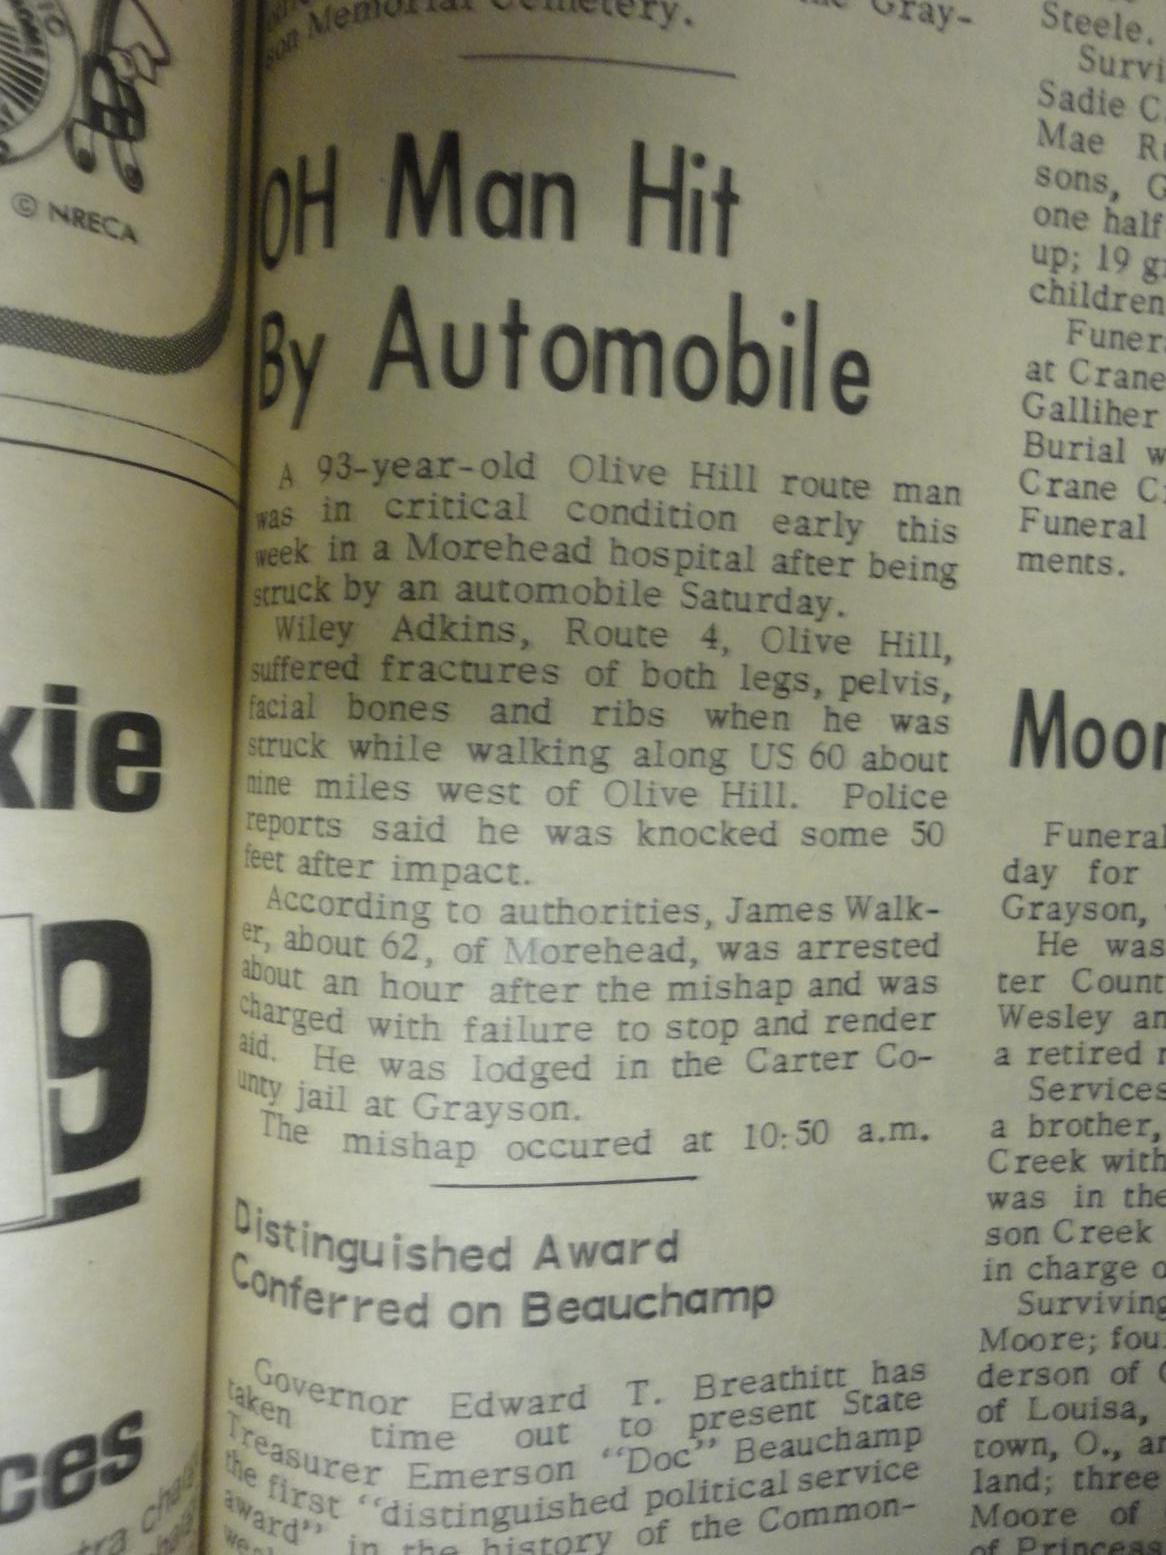 © NRECA
xie
9
ces
tra
the Gray-
son Memorial Cemetery.
OH Man Hit
By Automobile
A 93-year-old Olive Hill route man
was in critical condition early this
week in a Morehead hospital after being
struck by an automobile Saturday.
Wiley Adkins, Route 4, Olive Hill,
suffered fractures of both legs, pelvis,
facial bones and ribs when he was
struck while walking along US 60 about
nine miles west of Olive Hill. Police
reports said he was knocked some 50
feet after impact.
According to authorities, James Walk-
er, about 62, of Morehead, was arrested
about an hour after the mishap and was
charged with failure to stop and render
aid. He was lodged in the Carter Co-
unty jail at Grayson.
The mishap occured at 10:50 a.m.
Distinguished Award
Conferred on Beauchamp
Governor Edward T. Breathitt has
taken time out to present State
Treasurer Emerson "Doc" Beauchamp
the first "distinguished political service
award" in the history of the Common-
Steele.
Survi
Sadie C
Mae R
sons, G
one half
up; 19 g
children
Funer
at Crane
Galliher
Burial w
Crane C
Funeral
ments.
Moor
Funeral
day for
Grayson,
He was
ter Count
Wesley an
a retired
Services
a brother,
Creek with
was in the
son Creek
in charge o
Surviving
Moore; fou
derson of
of Louisa,
town, O., a
land; three
Moore of
of Princess